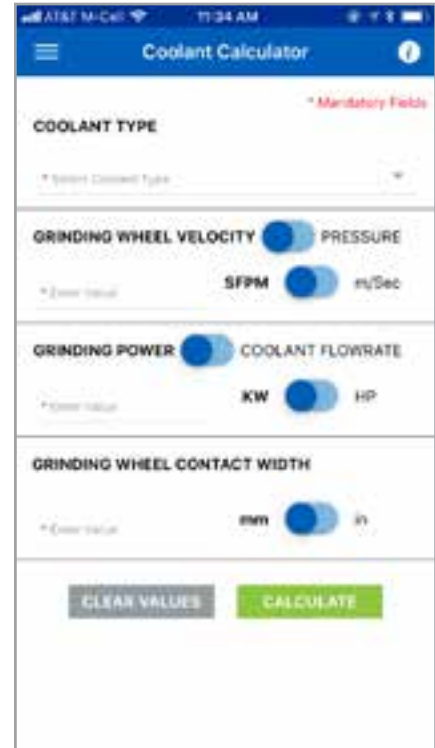 AT&T M-Cell 11:34 AM
Coolant Calculator
* Mandatory Fields
COOLANT TYPE
* Select Coolant Type
GRINDING WHEEL VELOCITY PRESSURE
SFPM m/Sec
* Enter Value
GRINDING POWER COOLANT FLOWRATE
KW HP
* Enter Value
GRINDING WHEEL CONTACT WIDTH
* Enter Value mm in
CLEAR VALUES CALCULATE